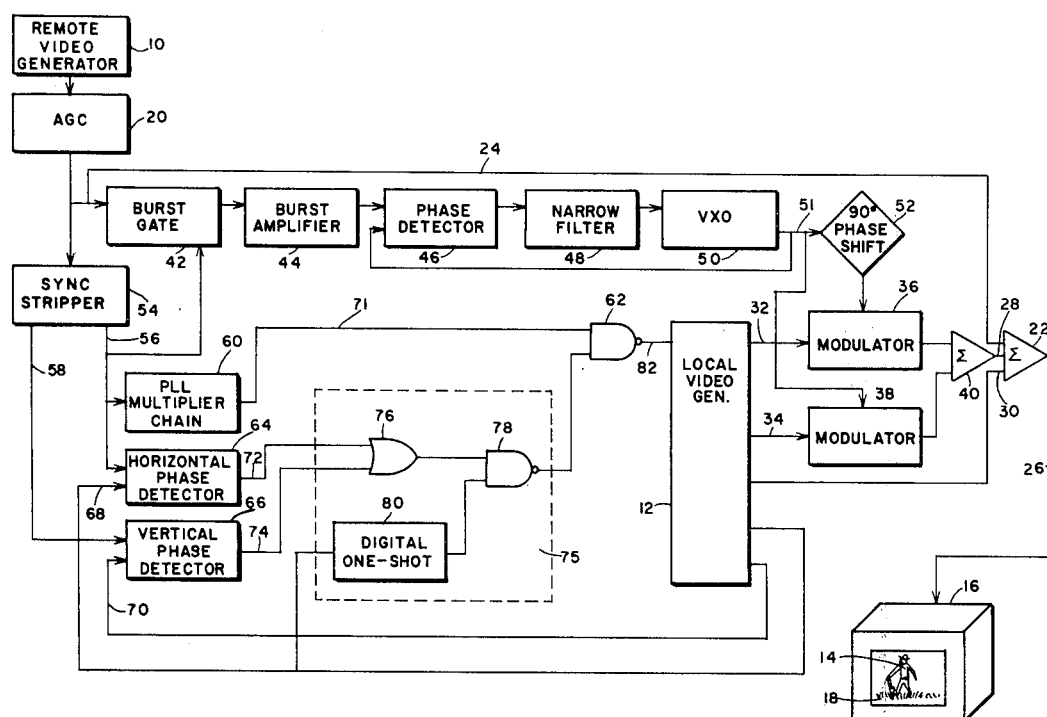 REMOTE
VIDEO
GENERATOR
10
AGC
20
24
BURST
GATE
42
BURST
AMPLIFIER
44
PHASE
DETECTOR
46
NARROW
FILTER
48
VXO
50
51
90°
PHASE
SHIFT
52
SYNC
STRIPPER
54
56
58
62
71
82
32
36
MODULATOR
28
22
Σ
Σ
40
30
38
34
MODULATOR
LOCAL
VIDEO
GEN.
12
60
PLL
MULTIPLIER
CHAIN
64
HORIZONTAL
PHASE
DETECTOR
72
68
66
VERTICAL
PHASE
DETECTOR
74
70
76
78
80
DIGITAL
ONE-SHOT
75
26
16
14
18